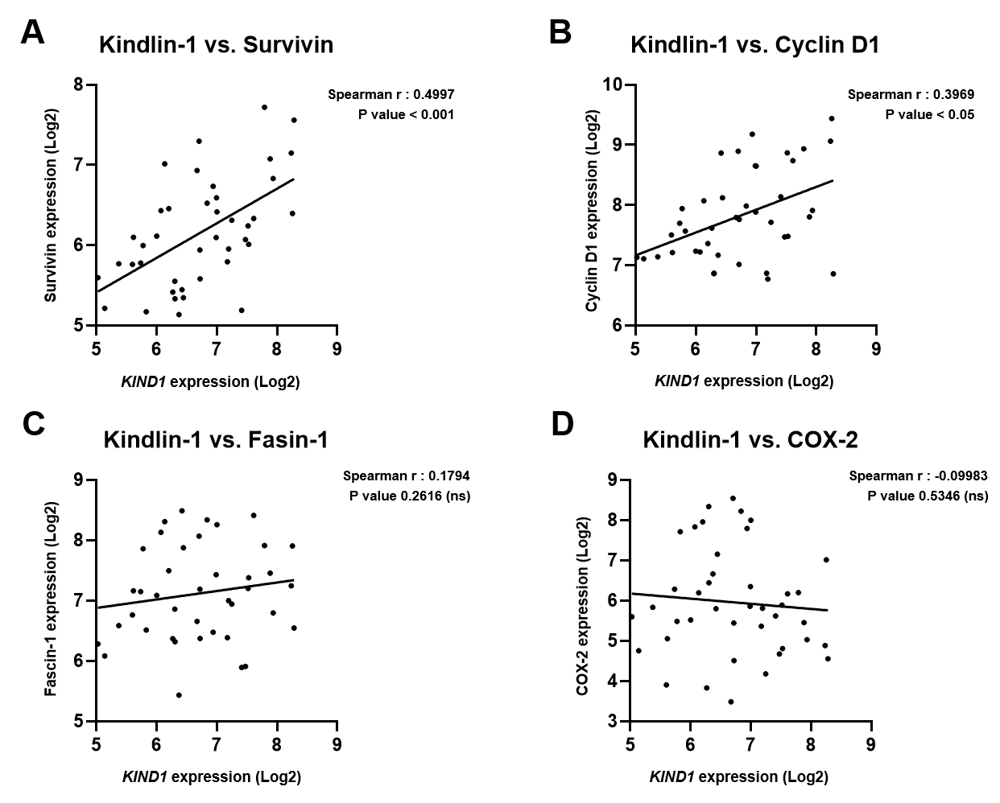 A
Kindlin-1 vs. Survivin
Spearman r : 0.4997
P value < 0.001
Survivin expression (Log2)
8
7
6
5
5 6 7 8 9
KIND1 expression (Log2)
B
Kindlin-1 vs. Cyclin D1
Spearman r : 0.3969
P value < 0.05
Cyclin D1 expression (Log2)
10
9
8
7
6
5 6 7 8 9
KIND1 expression (Log2)
C
Kindlin-1 vs. Fasin-1
Spearman r : 0.1794
P value 0.2616 (ns)
Fascin-1 expression (Log2)
9
8
7
6
5
5 6 7 8 9
KIND1 expression (Log2)
D
Kindlin-1 vs. COX-2
Spearman r : -0.09983
P value 0.5346 (ns)
COX-2 expression (Log2)
9
8
7
6
5
4
3
5 6 7 8 9
KIND1 expression (Log2)